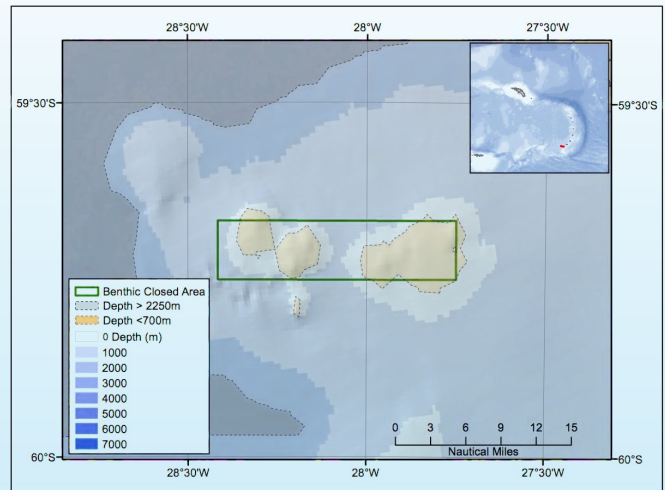 28°30'W 28°W 27°30'W
59°30'S 59°30'S
Benthic Closed Area
Depth > 2250m
Depth <700m
0 Depth (m)
1000
2000
3000
4000
5000
6000
7000
0 3 6 9 12 15
Nautical Miles
60°S 60°S
28°30'W 28°W 27°30'W